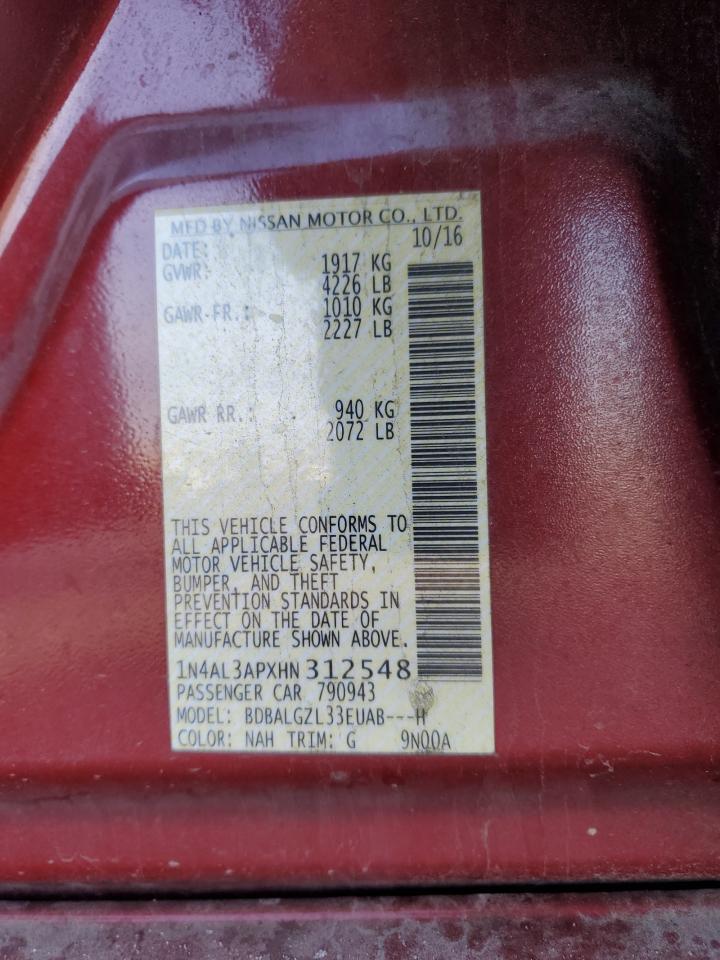 MFD BY NISSAN MOTOR CO., LTD.
DATE: 10/16
GVWR: 1917 KG
4226 LB
GAWR-FR.: 1010 KG
2227 LB
GAWR RR.: 940 KG
2072 LB
THIS VEHICLE CONFORMS TO
ALL APPLICABLE FEDERAL
MOTOR VEHICLE SAFETY,
BUMPER, AND THEFT
PREVENTION STANDARDS IN
EFFECT ON THE DATE OF
MANUFACTURE SHOWN ABOVE.
1N4AL3APXHN312548
PASSENGER CAR 790943
MODEL: BDBALGZL33EUAB---H
COLOR: NAH TRIM: G 9NQ0A